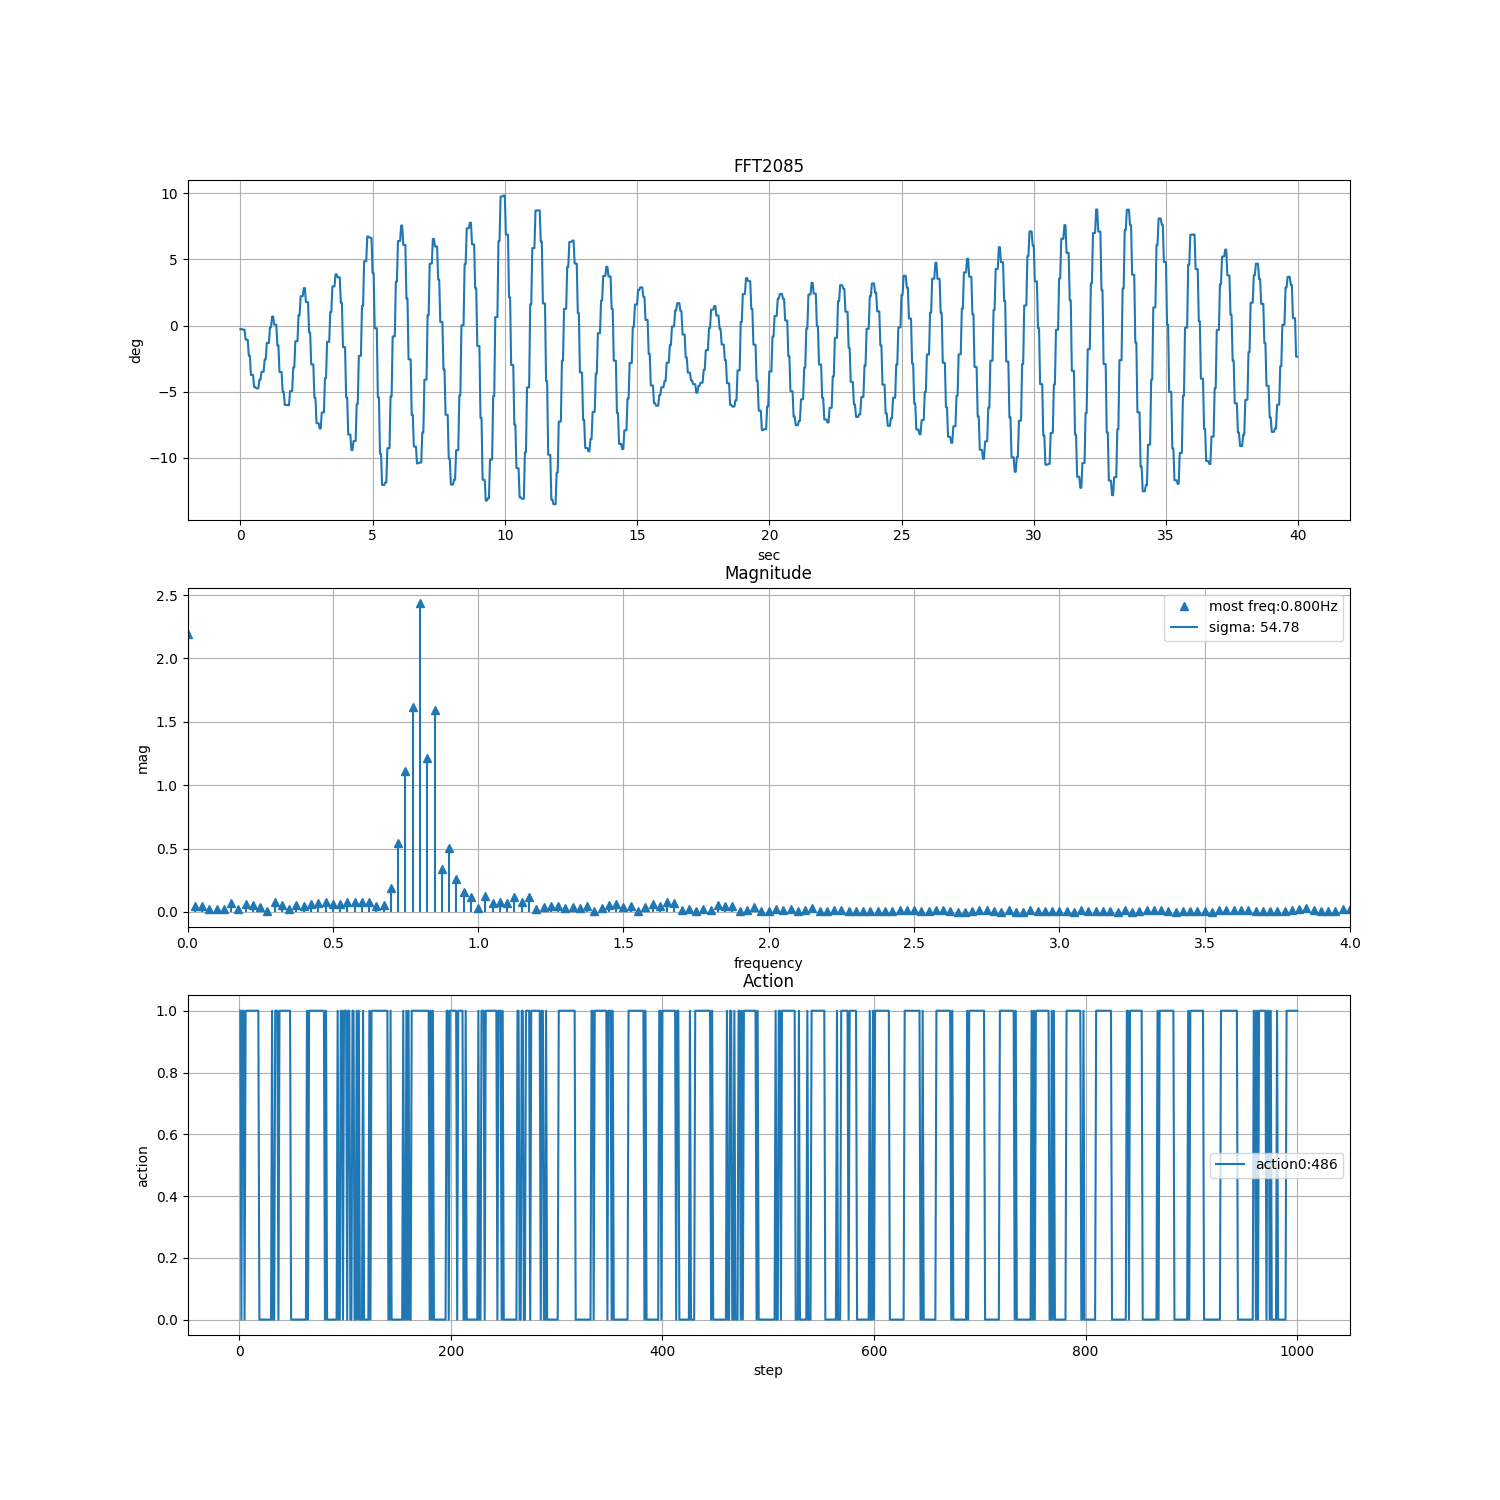 FFT2085
10
5
0
−5
−10
deg
0 5 10 15 20 25 30 35 40
sec
Magnitude
2.5
2.0
1.5
1.0
0.5
0.0
mag
most freq:0.800Hz
sigma: 54.78
0.0 0.5 1.0 1.5 2.0 2.5 3.0 3.5 4.0
frequency
Action
1.0
0.8
0.6
0.4
0.2
0.0
action
action0:486
0 200 400 600 800 1000
step